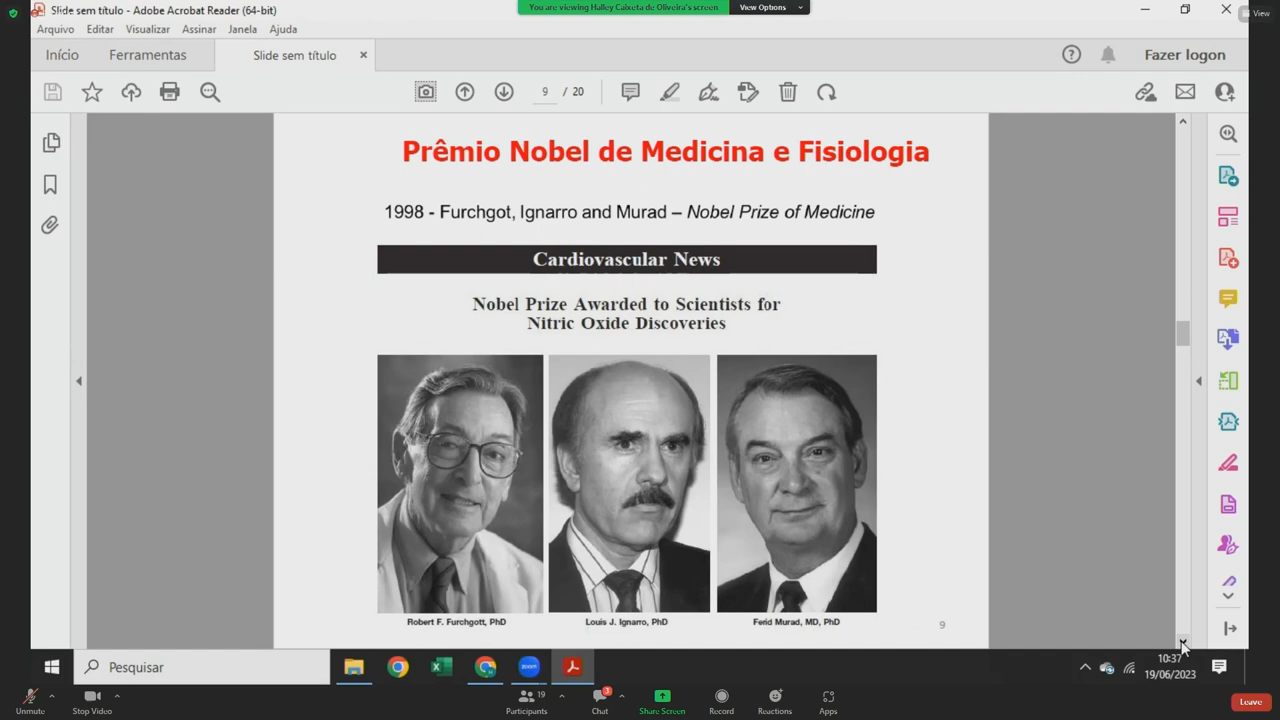 Slide sem título - Adobe Acrobat Reader (64-bit)
You are viewing Halley Caixeta de Oliveira's screen
View Options
View
Arquivo Editar Visualizar Assinar Janela Ajuda
Início Ferramentas Slide sem título Fazer logon
9 / 20
Prêmio Nobel de Medicina e Fisiologia
1998 - Furchgot, Ignarro and Murad – Nobel Prize of Medicine
Cardiovascular News
Nobel Prize Awarded to Scientists for
Nitric Oxide Discoveries
Robert F. Furchgott, PhD Louis J. Ignarro, PhD Ferid Murad, MD, PhD
9
Pesquisar
zoom
10:37
19/06/2023
19
3
Unmute Stop Video Participants Chat Share Screen Record Reactions Apps Leave